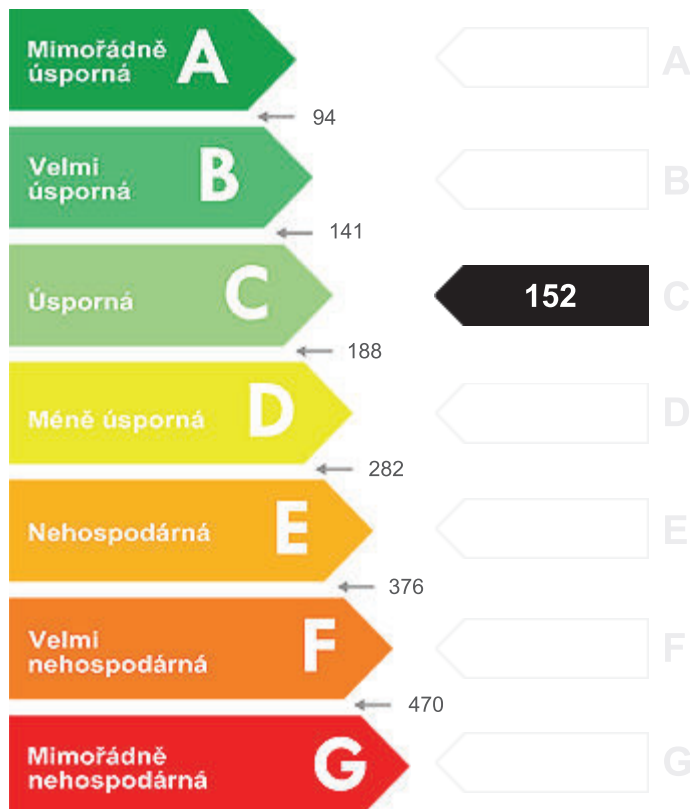 Mimořádně
úsporná
A
A
94
Velmi
úsporná
B
B
141
Úsporná
C
152
C
188
Méně úsporná
D
D
282
Nehospodárná
E
E
376
Velmi
nehospodárná
F
F
470
Mimořádně
nehospodárná
G
G